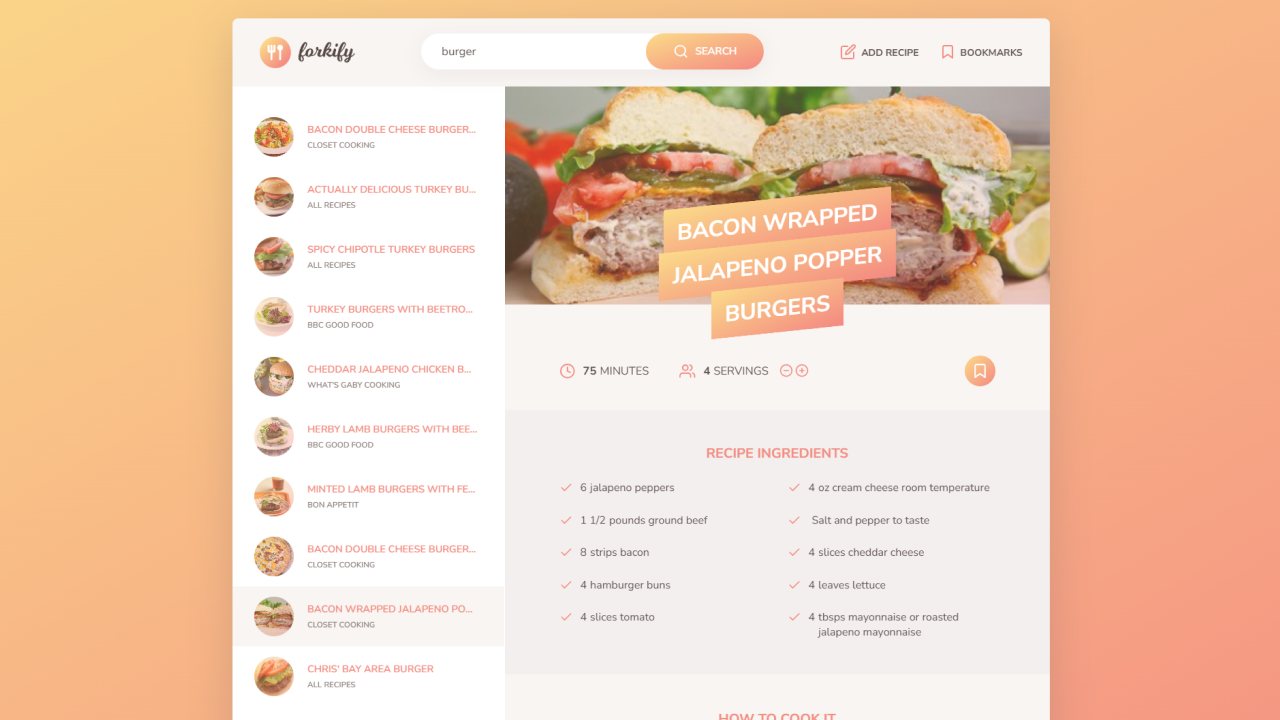 forkify
burger
SEARCH
ADD RECIPE
BOOKMARKS
BACON DOUBLE CHEESE BURGER...
CLOSET COOKING
ACTUALLY DELICIOUS TURKEY BU...
ALL RECIPES
SPICY CHIPOTLE TURKEY BURGERS
ALL RECIPES
TURKEY BURGERS WITH BEETRO...
BBC GOOD FOOD
CHEDDAR JALAPENO CHICKEN B...
WHAT'S GABY COOKING
HERBY LAMB BURGERS WITH BEE...
BBC GOOD FOOD
MINTED LAMB BURGERS WITH FE...
BON APPETIT
BACON DOUBLE CHEESE BURGER...
CLOSET COOKING
BACON WRAPPED JALAPENO PO...
CLOSET COOKING
CHRIS' BAY AREA BURGER
ALL RECIPES
BACON WRAPPED
JALAPENO POPPER
BURGERS
75 MINUTES
4 SERVINGS
RECIPE INGREDIENTS
6 jalapeno peppers
4 oz cream cheese room temperature
1 1/2 pounds ground beef
Salt and pepper to taste
8 strips bacon
4 slices cheddar cheese
4 hamburger buns
4 leaves lettuce
4 slices tomato
4 tbsps mayonnaise or roasted
jalapeno mayonnaise
HOW TO COOK IT